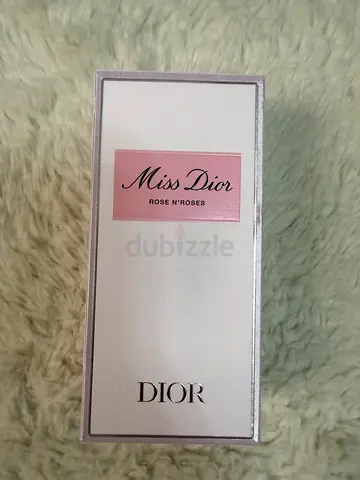 Miss Dior
ROSE N'ROSES
dubizzle
DIOR